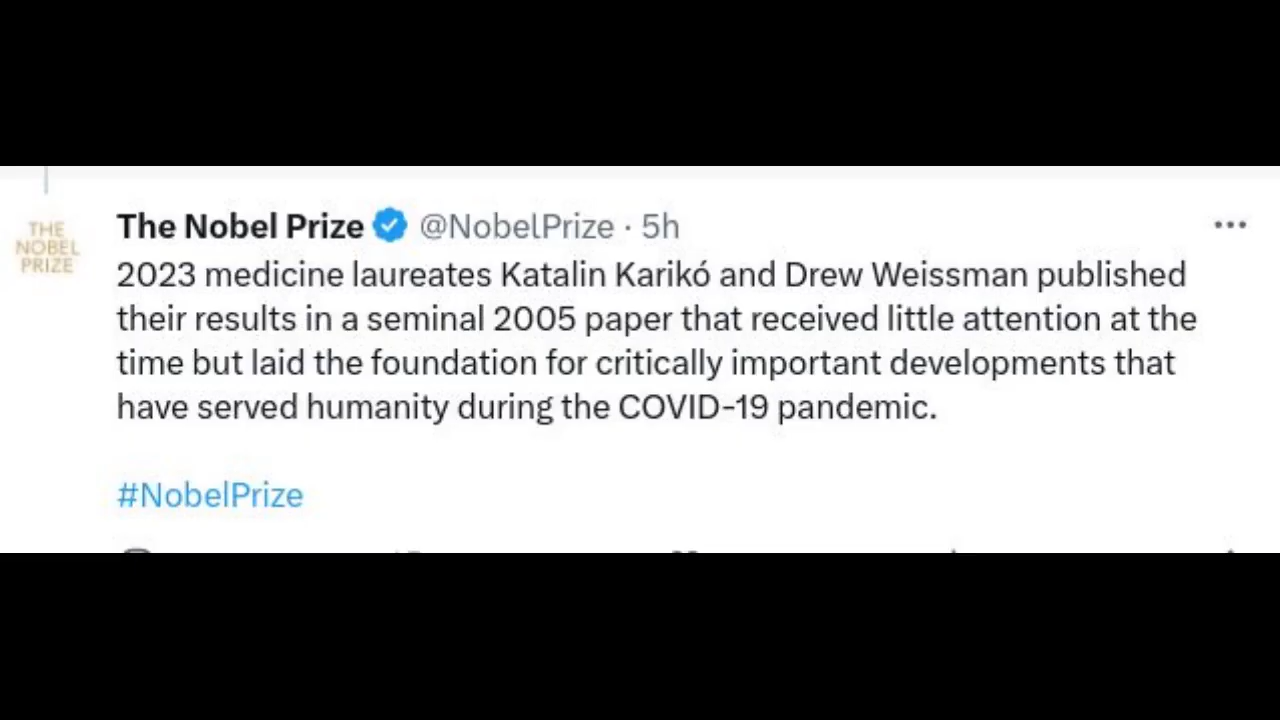 THE
NOBEL
PRIZE
The Nobel Prize @NobelPrize · 5h
2023 medicine laureates Katalin Karikó and Drew Weissman published
their results in a seminal 2005 paper that received little attention at the
time but laid the foundation for critically important developments that
have served humanity during the COVID-19 pandemic.
#NobelPrize